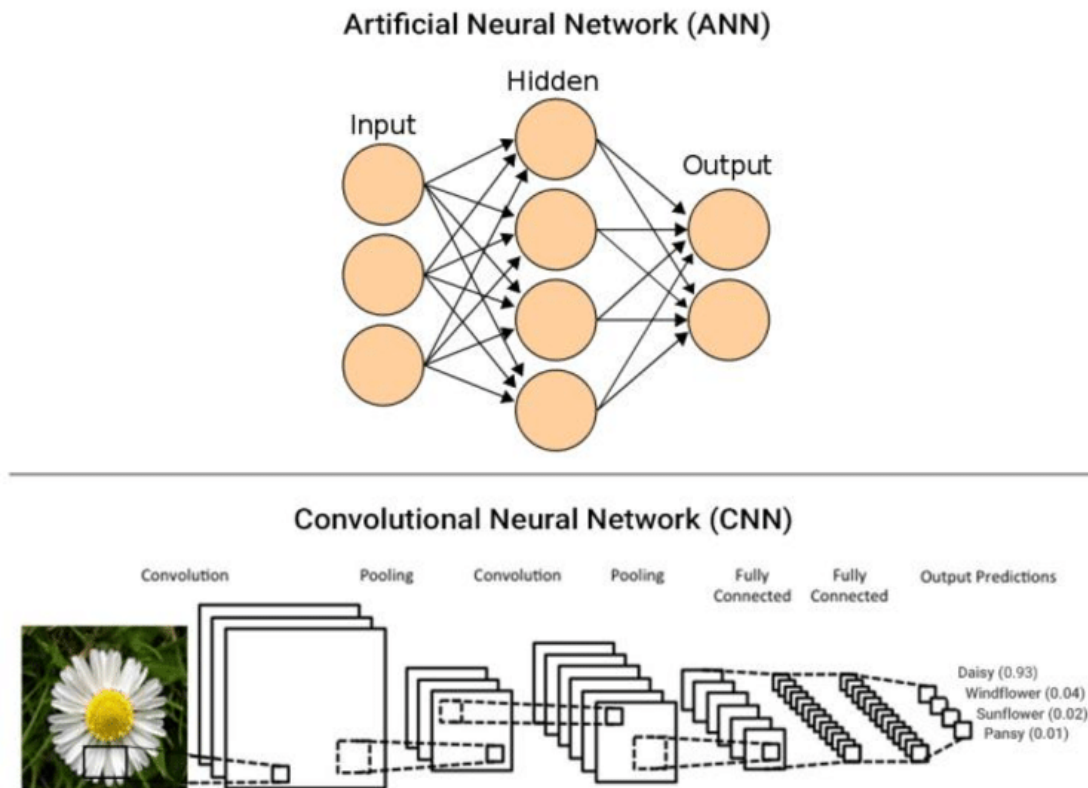 Artificial Neural Network (ANN)
Hidden
Input
Output
Convolutional Neural Network (CNN)
Convolution
Pooling
Convolution
Pooling
Fully
Connected
Fully
Connected
Output Predictions
Daisy (0.93)
Windflower (0.04)
Sunflower (0.02)
Pansy (0.01)